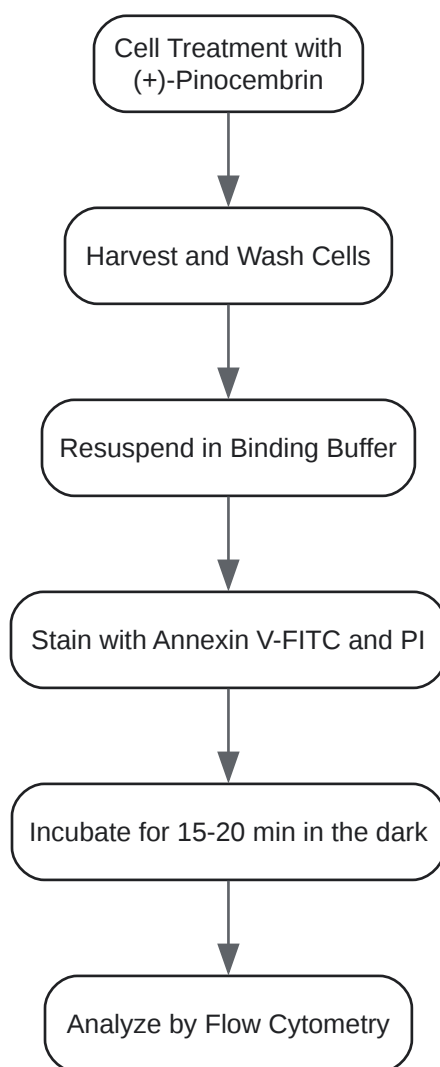 Cell Treatment with
(+)-Pinocembrin
Harvest and Wash Cells
Resuspend in Binding Buffer
Stain with Annexin V-FITC and PI
Incubate for 15-20 min in the dark
Analyze by Flow Cytometry